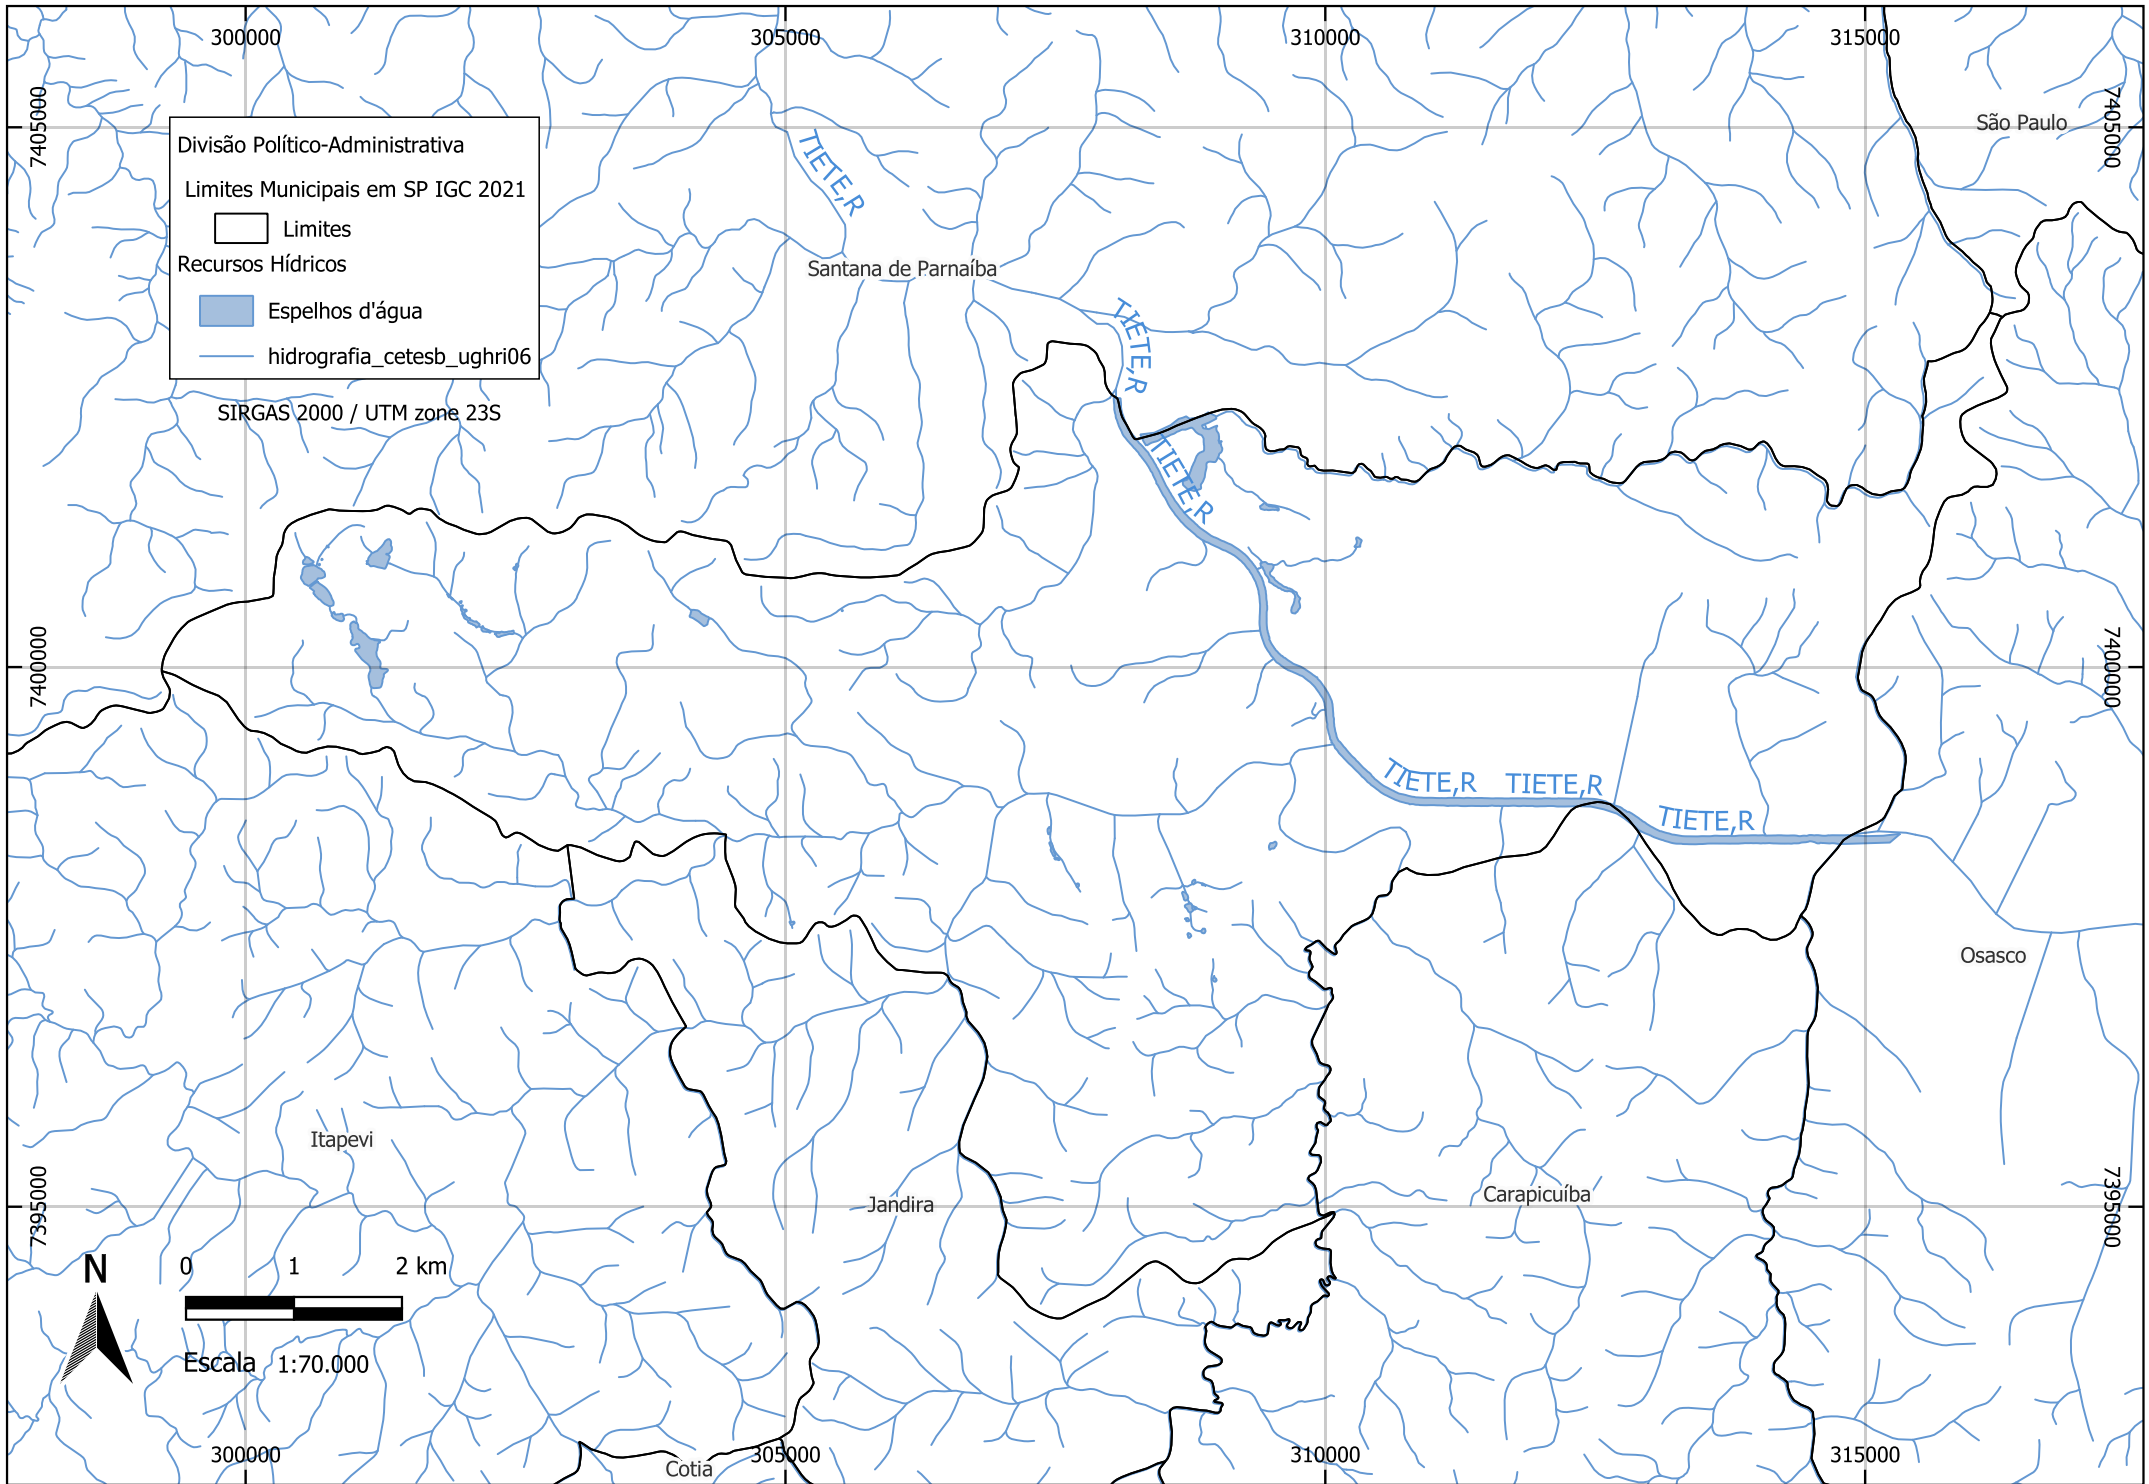 300000
305000
310000
315000
7405000
7405000
São Paulo
Divisão Político-Administrativa
Limites Municipais em SP IGC 2021
Limites
Recursos Hídricos
Espelhos d'água
hidrografia_cetesb_ughri06
SIRGAS 2000 / UTM zone 23S
TIETE,R
Santana de Parnaíba
TIETE,R
TIETE,R
7400000
7400000
TIETE,R
TIETE,R
TIETE,R
Osasco
Itapevi
Jandira
Carapicuíba
7395000
7395000
N
0 1 2 km
Escala 1:70.000
300000
305000
310000
315000
Cotia